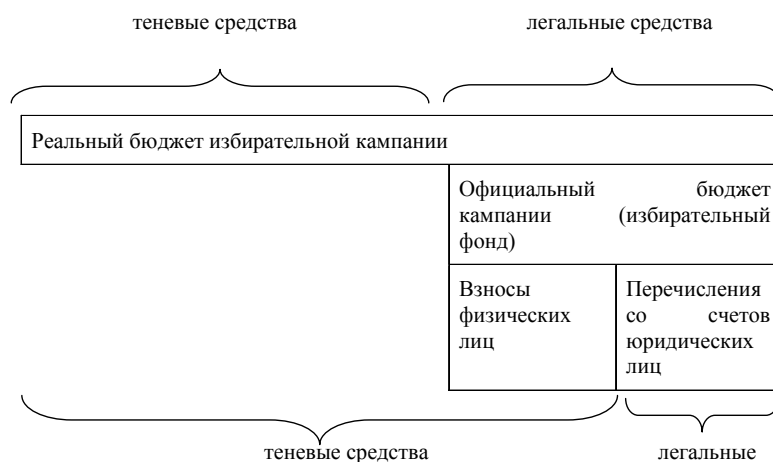 теневые средства
легальные средства
Реальный бюджет избирательной кампании
Официальный бюджет
кампании (избирательный
фонд)
Взносы
физических
лиц
Перечисления
со счетов
юридических
лиц
теневые средства
легальные